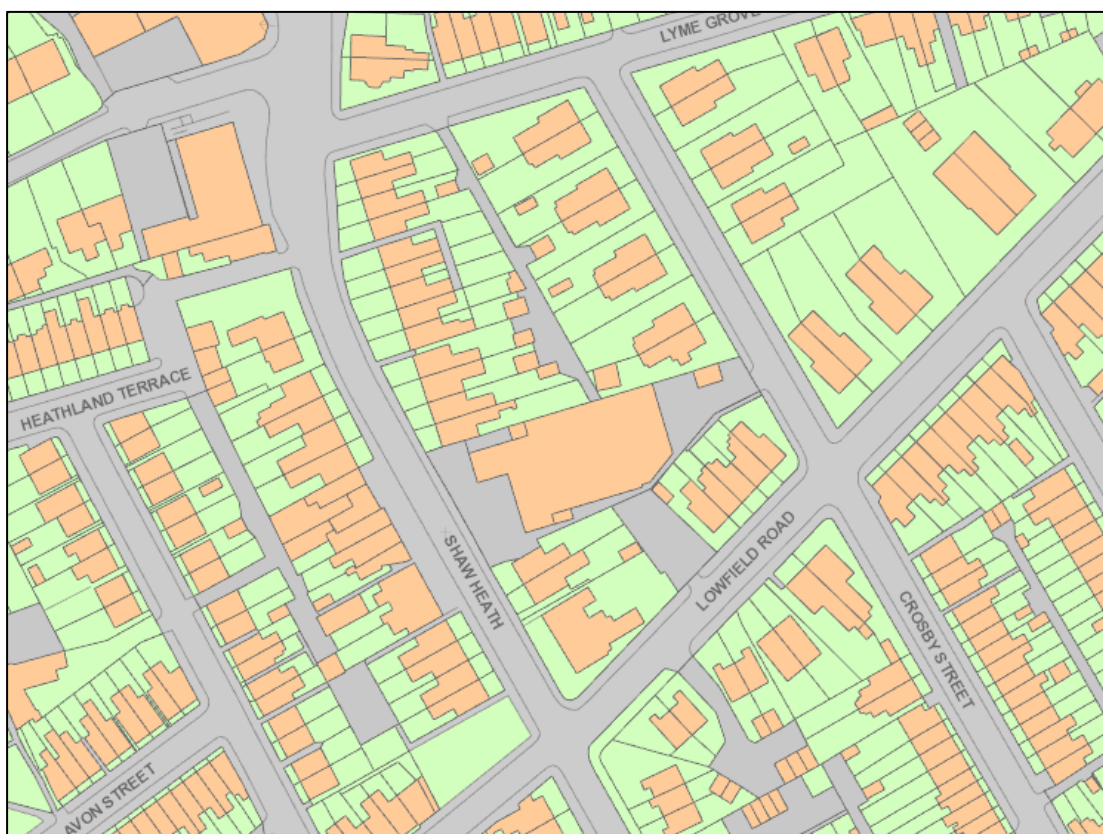 LYME GROVE
HEATHLAND TERRACE
SHAW HEATH
LOWFIELD ROAD
CROSBY STREET
AVON STREET